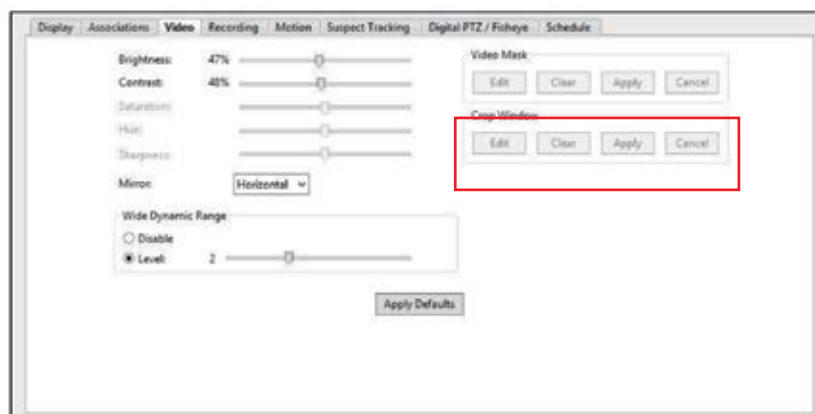 Display Associations Video Recording Motion Suspect Tracking Digital PTZ / Fisheye Schedule
Brightness: 47%
Contrast: 48%
Saturation:
Hue:
Sharpness:
Mirror: Horizontal
Wide Dynamic Range
Disable
Level: 2
Video Mask
Edit Clear Apply Cancel
Crop Window
Edit Clear Apply Cancel
Apply Defaults